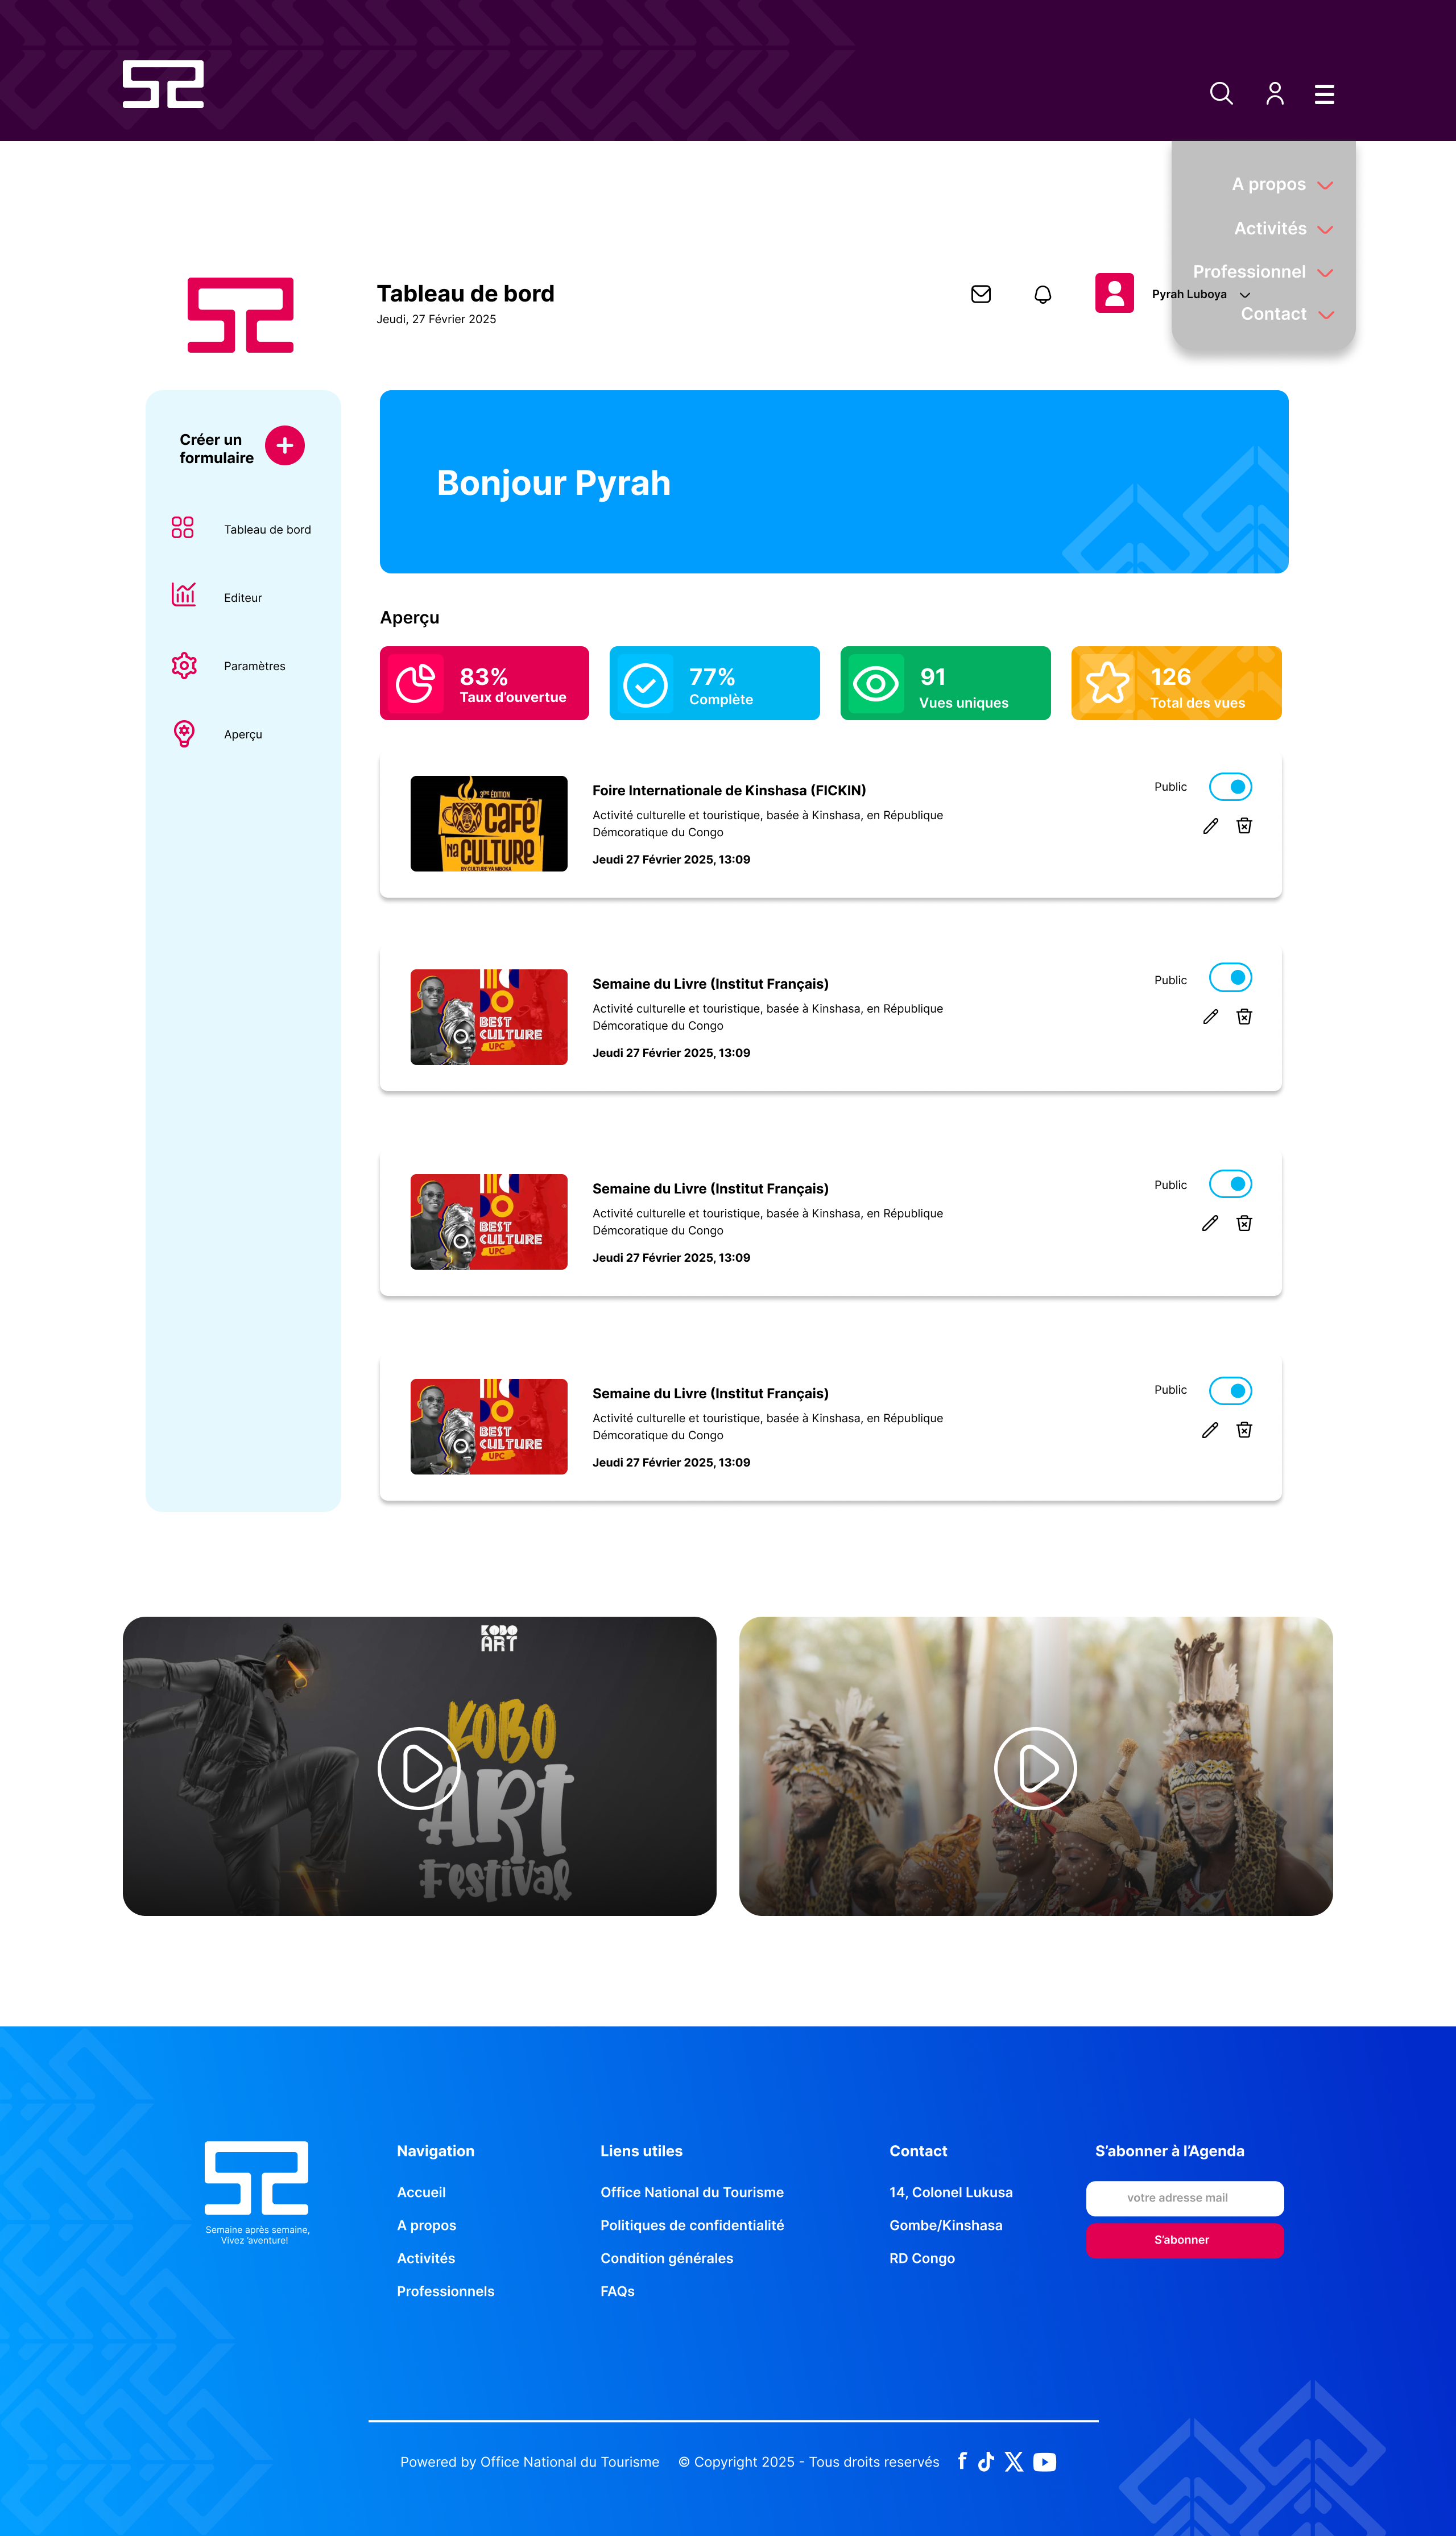 A propos
Activités
Professionnel
Contact
Tableau de bord
Jeudi, 27 Février 2025
Pyrah Luboya
Créer un
formulaire
Tableau de bord
Editeur
Paramètres
Aperçu
Bonjour Pyrah
Aperçu
83%
Taux d’ouvertue
77%
Complète
91
Vues uniques
126
Total des vues
3ème ÉDITION
CAFÉ
NA CULTURE
BY CULTURE YA MBOKA
Foire Internationale de Kinshasa (FICKIN)
Activité culturelle et touristique, basée à Kinshasa, en République
Démcoratique du Congo
Jeudi 27 Février 2025, 13:09
Public
BEST
CULTURE
UPC
Semaine du Livre (Institut Français)
Activité culturelle et touristique, basée à Kinshasa, en République
Démcoratique du Congo
Jeudi 27 Février 2025, 13:09
Public
BEST
CULTURE
UPC
Semaine du Livre (Institut Français)
Activité culturelle et touristique, basée à Kinshasa, en République
Démcoratique du Congo
Jeudi 27 Février 2025, 13:09
Public
BEST
CULTURE
UPC
Semaine du Livre (Institut Français)
Activité culturelle et touristique, basée à Kinshasa, en République
Démcoratique du Congo
Jeudi 27 Février 2025, 13:09
Public
KOBO
ART
KOBO
ART
Festival
Semaine après semaine,
Vivez ’aventure!
Navigation
Accueil
A propos
Activités
Professionnels
Liens utiles
Office National du Tourisme
Politiques de confidentialité
Condition générales
FAQs
Contact
14, Colonel Lukusa
Gombe/Kinshasa
RD Congo
S’abonner à l’Agenda
votre adresse mail
S’abonner
Powered by Office National du Tourisme
© Copyright 2025 - Tous droits reservés